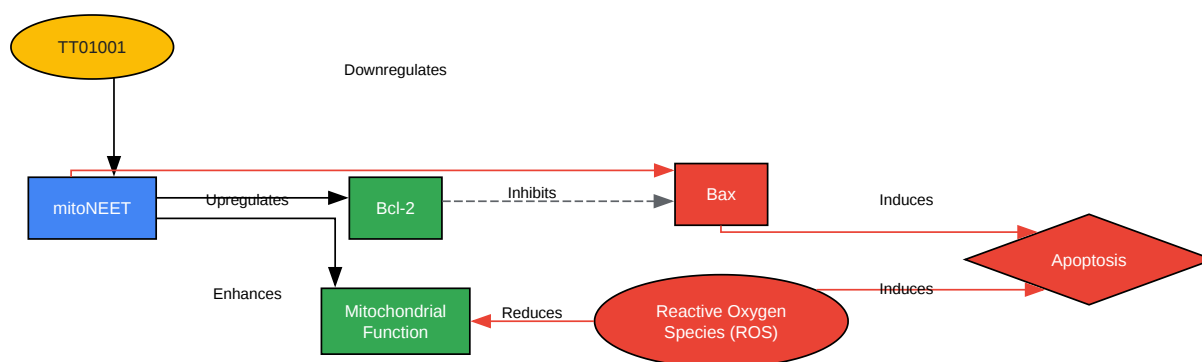 TT01001
Downregulates
mitoNEET
Upregulates
Bcl-2
Inhibits
Bax
Induces
Apoptosis
Enhances
Mitochondrial
Function
Reduces
Reactive Oxygen
Species (ROS)
Induces